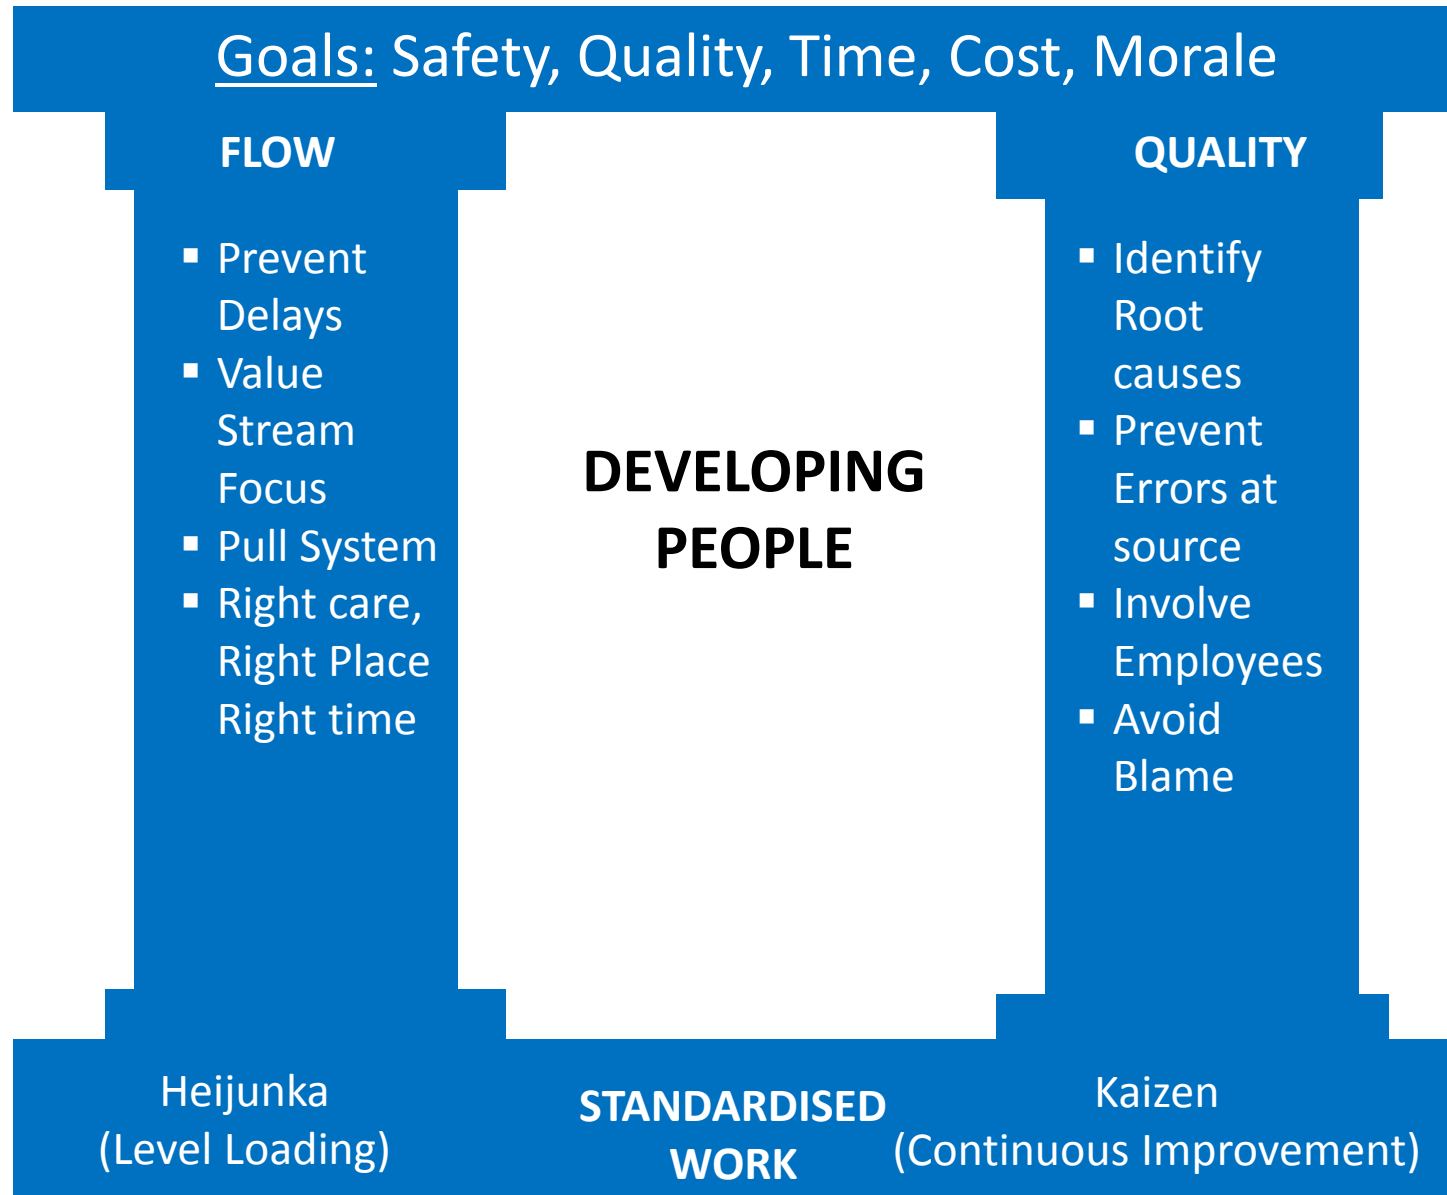 Goals: Safety, Quality, Time, Cost, Morale
FLOW
▪ Prevent
Delays
▪ Value
Stream
Focus
▪ Pull System
▪ Right care,
Right Place
Right time
DEVELOPING
PEOPLE
QUALITY
▪ Identify
Root
causes
▪ Prevent
Errors at
source
▪ Involve
Employees
▪ Avoid
Blame
Heijunka
(Level Loading)
STANDARDISED
WORK
Kaizen
(Continuous Improvement)